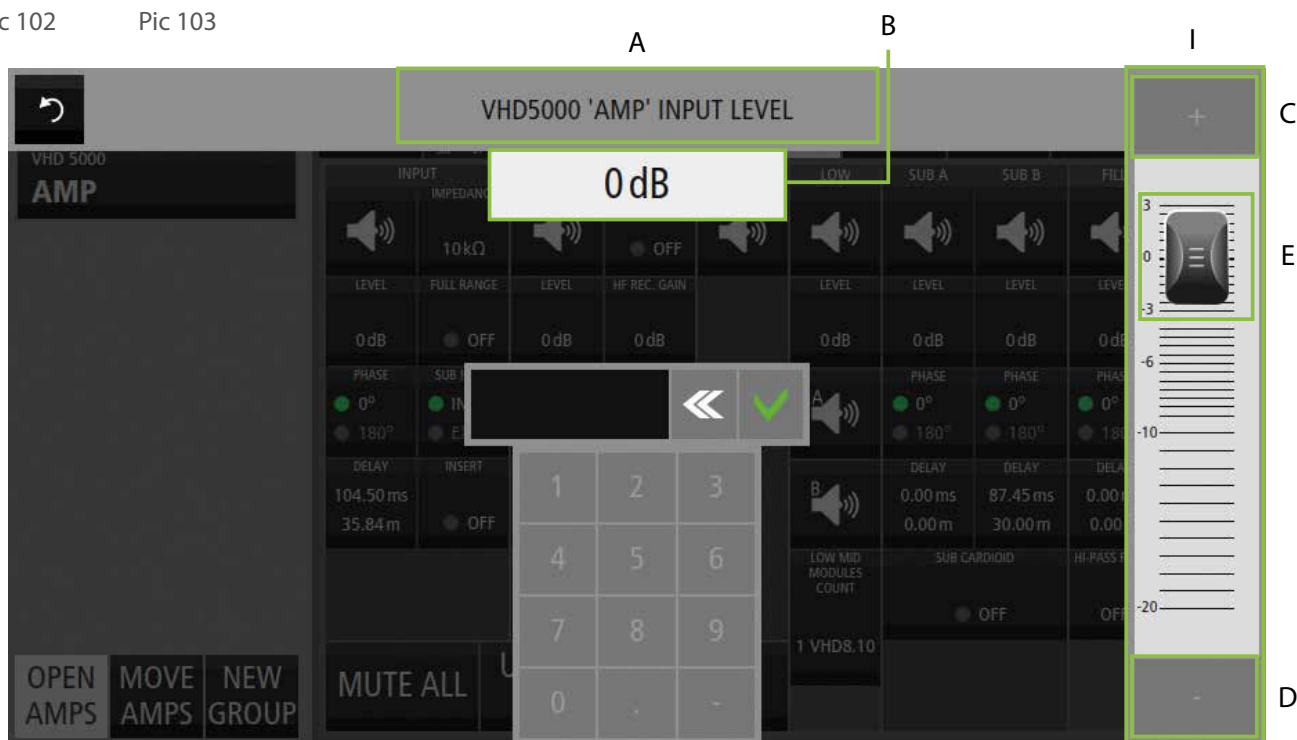 c 102 Pic 103
A B I
VHD5000 'AMP' INPUT LEVEL
+ C
VHD 5000
AMP
0 dB
INPUT LOW SUB A SUB B
10 kΩ OFF
3
0 E
-3
LEVEL FULL RANGE LEVEL HF REC. GAIN LEVEL LEVEL LEVEL
0 dB OFF 0 dB 0 dB 0 dB 0 dB 0 dB
-6
PHASE PHASE PHASE
0° A 0° 0° 0°
180° 180° 180°
-10
DELAY INSERT DELAY DELAY
104.50 ms 1 2 3 B 0.00 ms 87.45 ms
35.84 m OFF 0.00 m 30.00 m
4 5 6
LOW MID SUB CARDIOID HI-PASS
MODULES
COUNT
OFF
-20
7 8 9
1 VHD8.10
OPEN MOVE NEW
AMPS AMPS GROUP
MUTE ALL
0 . -
- D